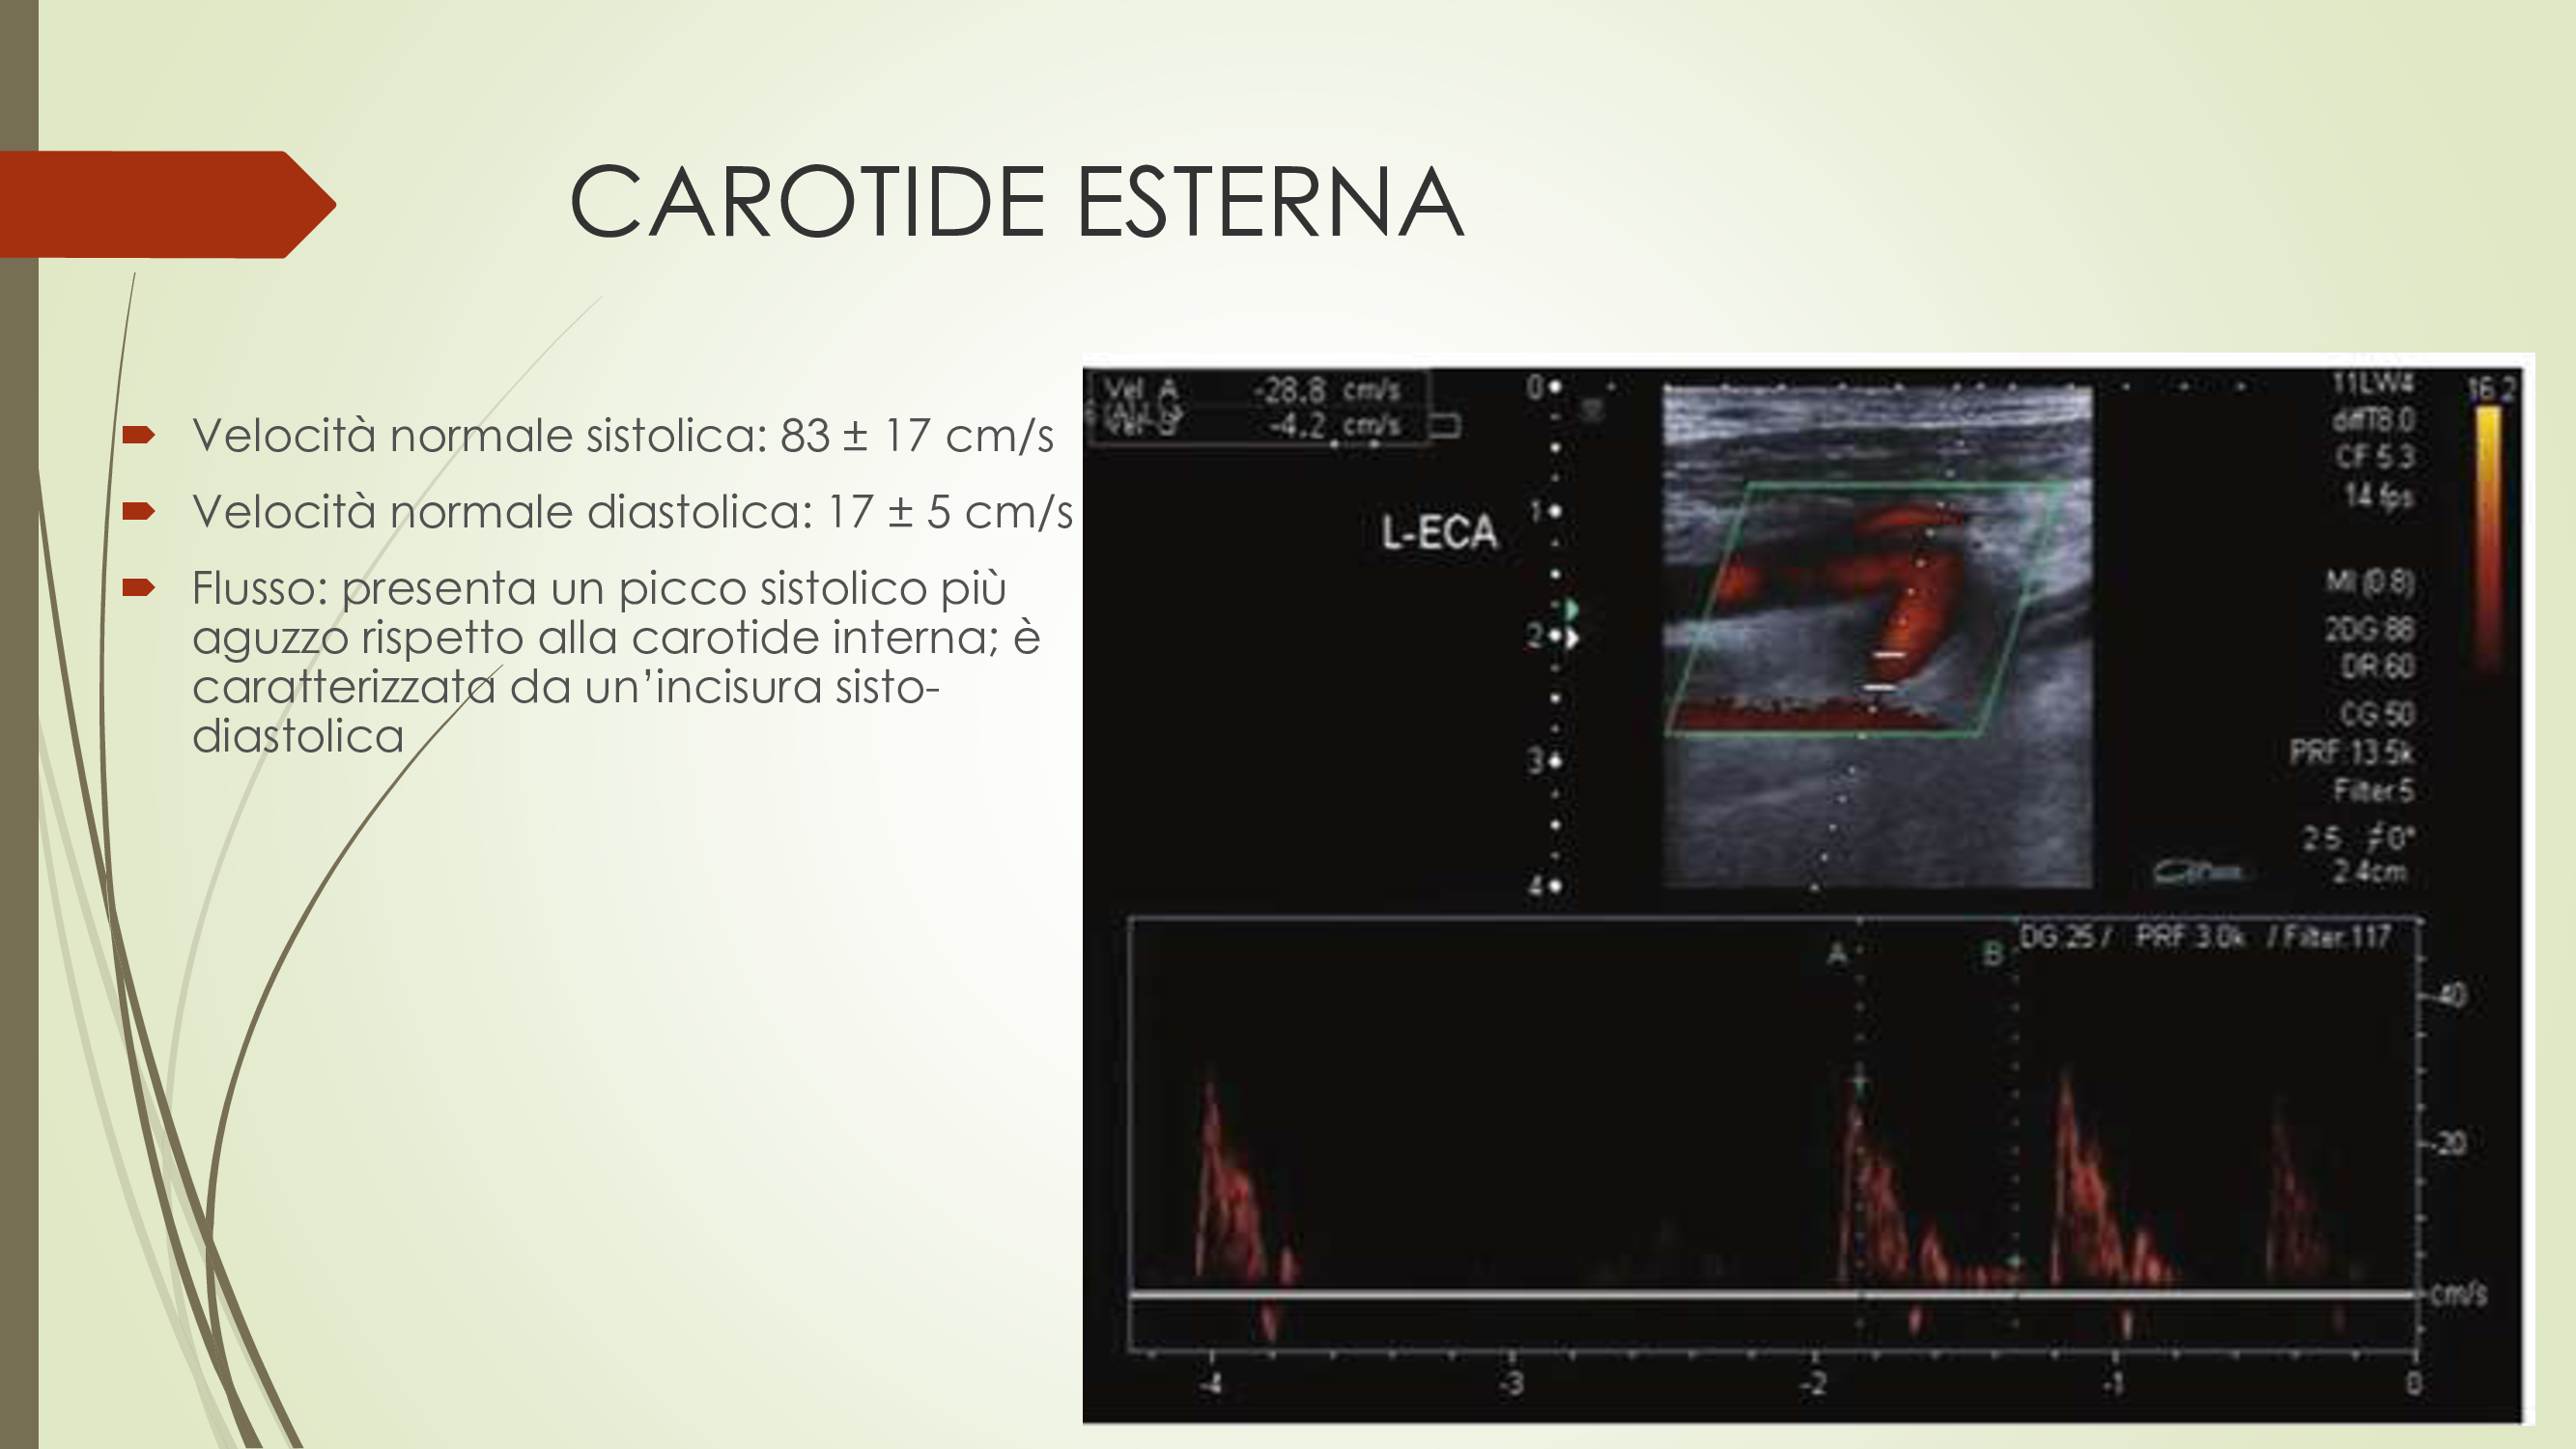 CAROTIDE ESTERNA
Velocità normale sistolica: 83 ± 17 cm/s
Velocità normale diastolica: 17 ± 5 cm/s
Flusso: presenta un picco sistolico più
aguzzo rispetto alla carotide interna; è
caratterizzata da un’incisura sisto-
diastolica
Vel A -28.8 cm/s
-4.2 cm/s
L-ECA
0
1
2
3
4
11LW4
diffT8.0
CF 5.3
14 fps
MI (0.8)
2DG 88
DR 60
CG 50
PRF 13.5k
Filter 5
2.5 0°
2.4cm
16.2
A
B
DG 25 / PRF 3.0k / Filter 117
-40
-20
cm/s
-4
-3
-2
-1
0